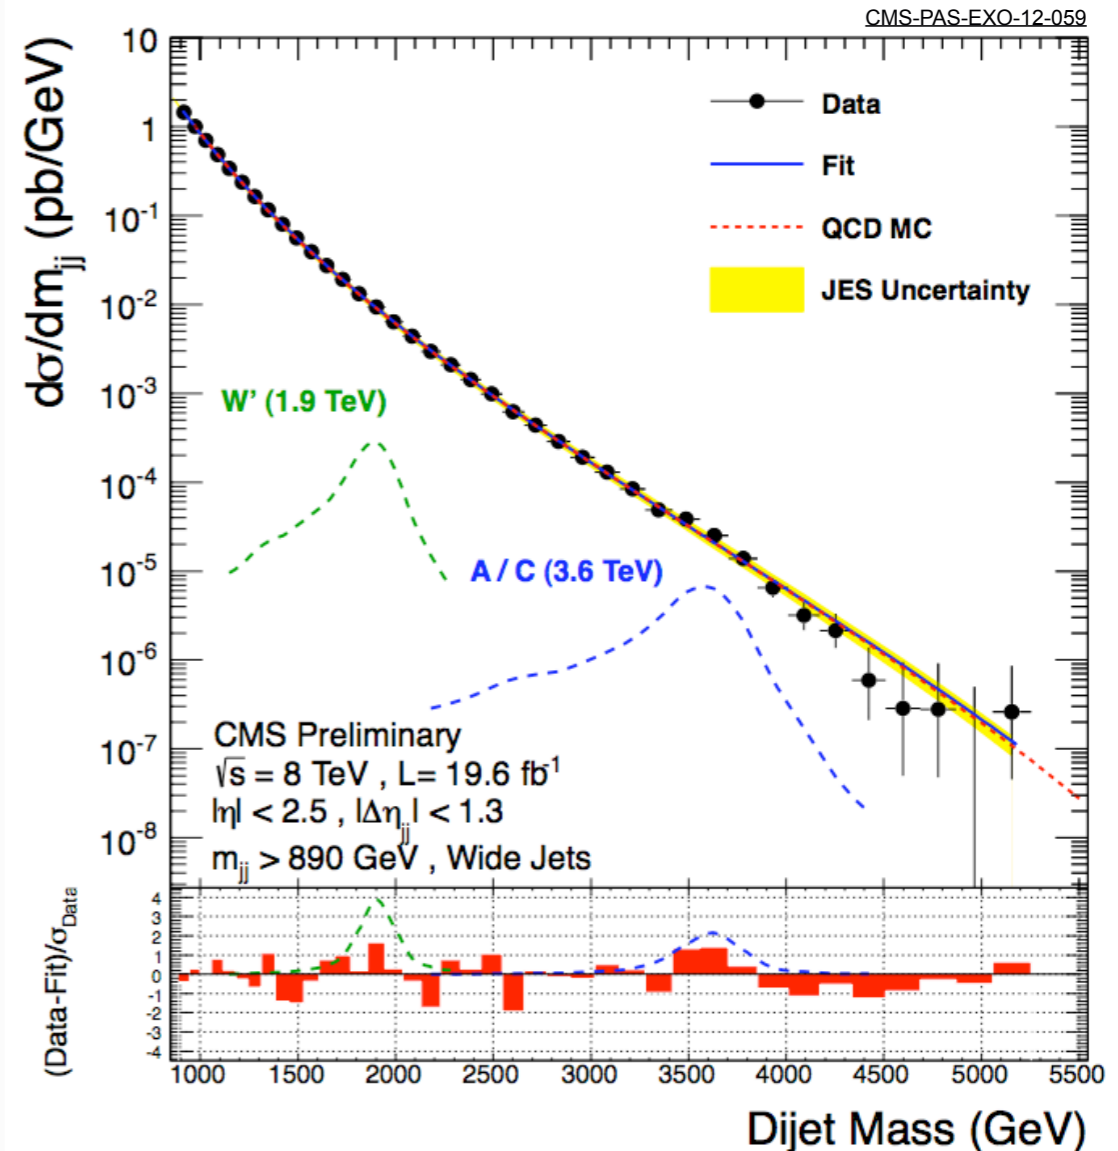 CMS-PAS-EXO-12-059
dσ/dm_jj (pb/GeV)
10
1
10^-1
10^-2
10^-3
10^-4
10^-5
10^-6
10^-7
10^-8
Data
Fit
QCD MC
JES Uncertainty
W' (1.9 TeV)
A / C (3.6 TeV)
CMS Preliminary
√s = 8 TeV , L= 19.6 fb^-1
|η| < 2.5 , |Δη_jj| < 1.3
m_jj > 890 GeV , Wide Jets
(Data-Fit)/σ_Data
4
3
2
1
0
-1
-2
-3
-4
1000 1500 2000 2500 3000 3500 4000 4500 5000 5500
Dijet Mass (GeV)